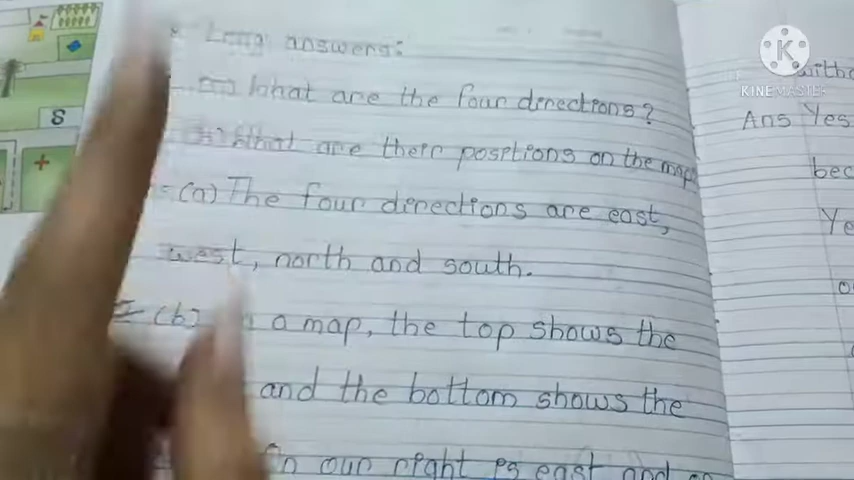 S
Long answers:
What are the four directions?
What are their positions on the map
(a) The four directions are east,
west, north and south.
(b) a map, the top shows the
and the bottom shows the
our right is east and
K
KINEMASTER
Ans Yes
bec
Ye